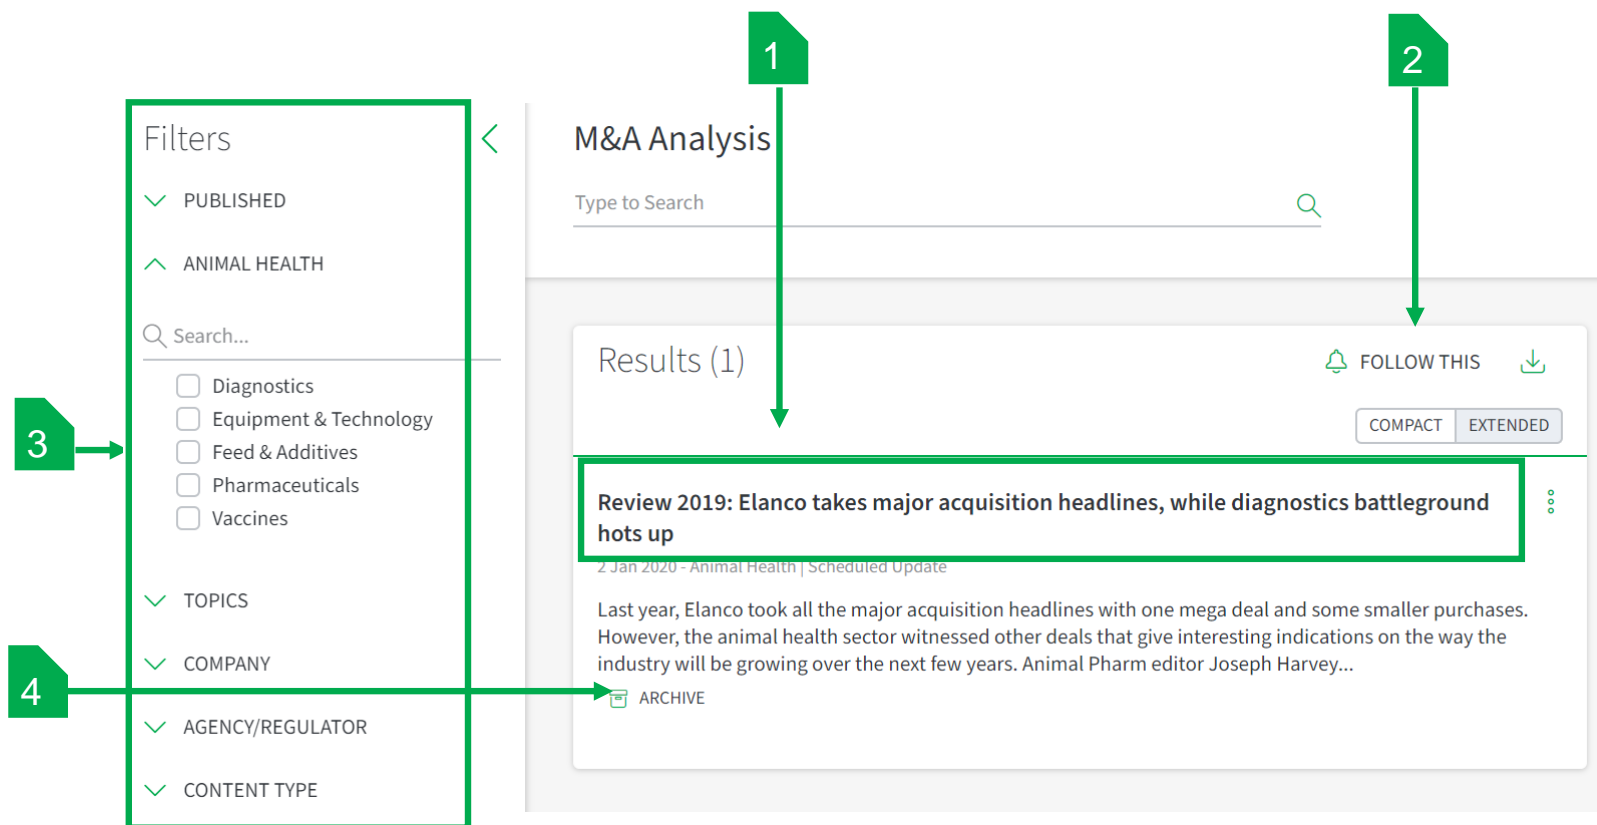 1
2
Filters
PUBLISHED
ANIMAL HEALTH
Search...
Diagnostics
Equipment & Technology
Feed & Additives
Pharmaceuticals
Vaccines
TOPICS
COMPANY
AGENCY/REGULATOR
CONTENT TYPE
3
4
M&A Analysis
Type to Search
Results (1)
FOLLOW THIS
COMPACT EXTENDED
Review 2019: Elanco takes major acquisition headlines, while diagnostics battleground
hots up
2 Jan 2020 - Animal Health | Scheduled Update
Last year, Elanco took all the major acquisition headlines with one mega deal and some smaller purchases.
However, the animal health sector witnessed other deals that give interesting indications on the way the
industry will be growing over the next few years. Animal Pharm editor Joseph Harvey...
ARCHIVE